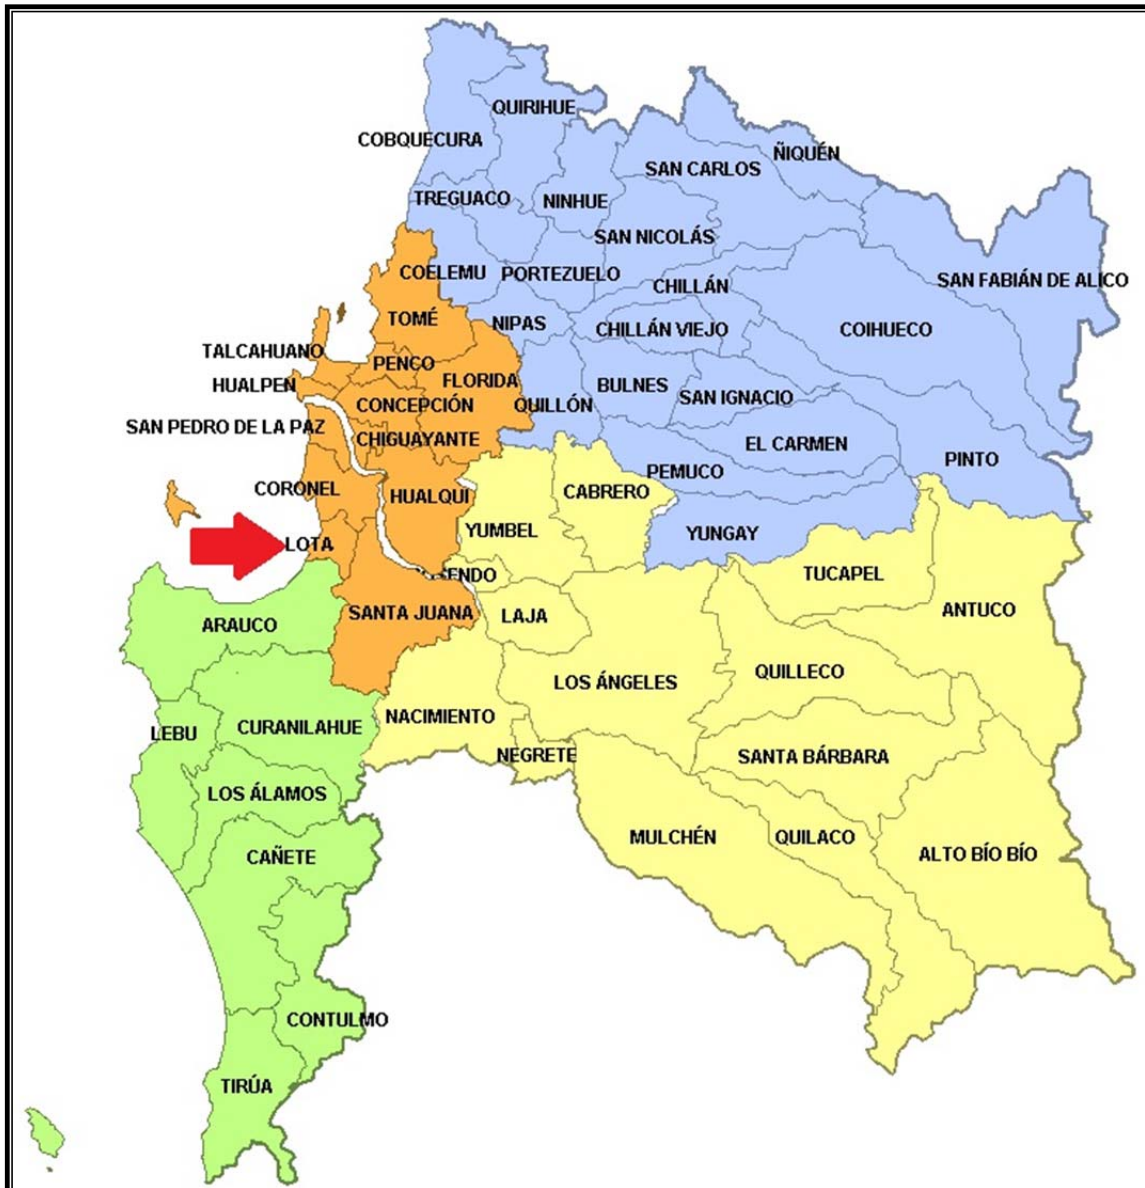 QUIRIHUE
COBQUECURA
ÑIQUÉN
SAN CARLOS
TREGUACO
NINHUE
SAN NICOLÁS
COELEMU
PORTEZUELO
SAN FABIÁN DE ALICO
CHILLÁN
TOMÉ
NIPAS
CHILLÁN VIEJO
COIHUECO
TALCAHUANO
PENCO
HUALPEN
FLORIDA
BULNES
SAN IGNACIO
CONCEPCIÓN
QUILLÓN
SAN PEDRO DE LA PAZ
CHIGUAYANTE
EL CARMEN
PINTO
PEMUCO
CORONEL
HUALQUI
CABRERO
YUMBEL
YUNGAY
LOTA
SENDO
TUCAPEL
SANTA JUANA
LAJA
ANTUCO
ARAUCO
QUILLECO
LOS ÁNGELES
NACIMIENTO
LEBU
CURANILAHUE
NEGRETE
SANTA BÁRBARA
LOS ÁLAMOS
MULCHÉN
QUILACO
CAÑETE
ALTO BÍO BÍO
CONTULMO
TIRÚA